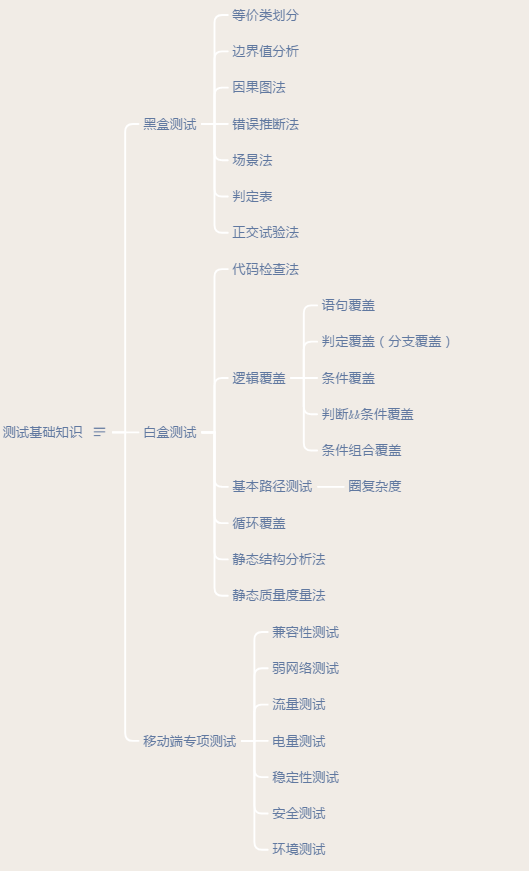 测试基础知识
黑盒测试
等价类划分
边界值分析
因果图法
错误推断法
场景法
判定表
正交试验法
白盒测试
代码检查法
逻辑覆盖
语句覆盖
判定覆盖（分支覆盖）
条件覆盖
判断&&条件覆盖
条件组合覆盖
基本路径测试
圈复杂度
循环覆盖
静态结构分析法
静态质量度量法
移动端专项测试
兼容性测试
弱网络测试
流量测试
电量测试
稳定性测试
安全测试
环境测试